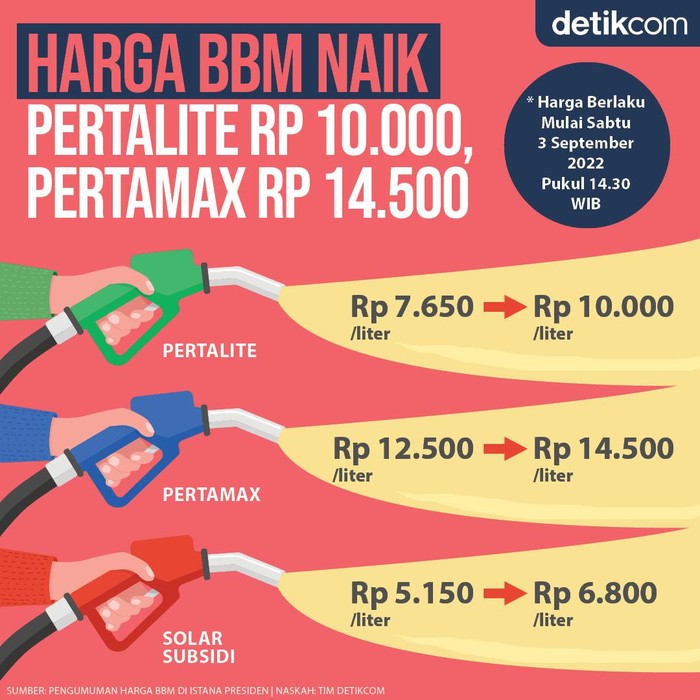 detikcom
HARGA BBM NAIK
PERTALITE RP 10.000,
PERTAMAX RP 14.500
* Harga Berlaku
Mulai Sabtu
3 September
2022
Pukul 14.30
WIB
Rp 7.650 Rp 10.000
/liter /liter
PERTALITE
Rp 12.500 Rp 14.500
/liter /liter
PERTAMAX
Rp 5.150 Rp 6.800
/liter /liter
SOLAR
SUBSIDI
SUMBER: PENGUMUMAN HARGA BBM DI ISTANA PRESIDEN | NASKAH: TIM DETIKCOM